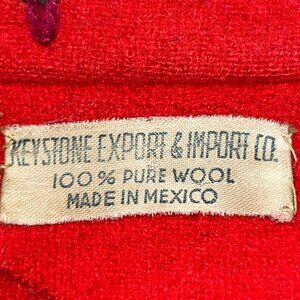 KEYSTONE EXPORT & IMPORT CO.
100% PURE WOOL
MADE IN MEXICO